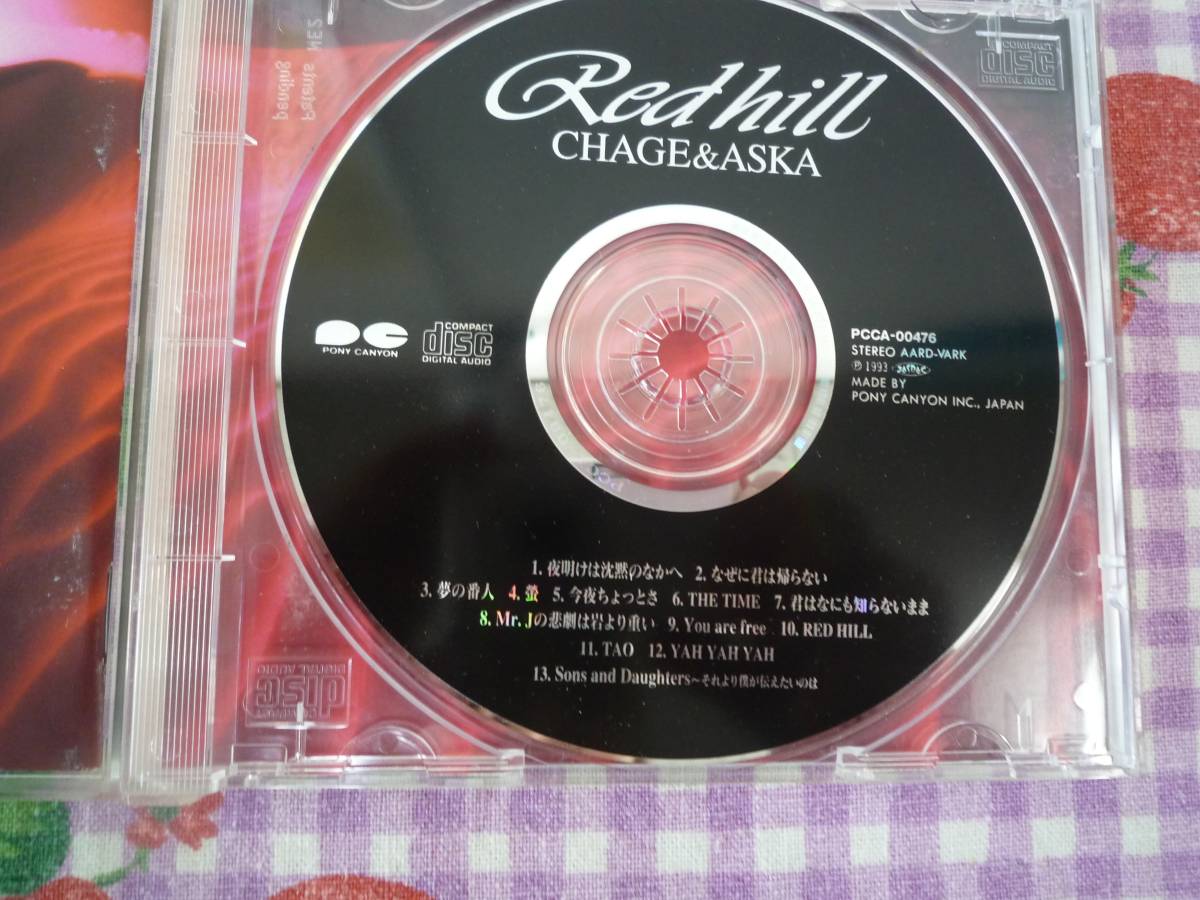 Red hill
CHAGE&ASKA
PONY CANYON
COMPACT
disc
DIGITAL AUDIO
PCCA-00476
STEREO AARD-VARK
Ⓟ 1993 JASRAC
MADE BY
PONY CANYON INC., JAPAN
1. 夜明けは沈黙のなかへ 2. なぜに君は帰らない
3. 夢の番人 4. 螢 5. 今夜ちょっとさ 6. THE TIME 7. 君はなにも知らないまま
8. Mr. Jの悲劇は岩より重い 9. You are free 10. RED HILL
11. TAO 12. YAH YAH YAH
13. Sons and Daughters～それより僕が伝えたいのは
COMPACT
disc
DIGITAL AUDIO
disc
DIGITAL AUDIO
Patents
pending